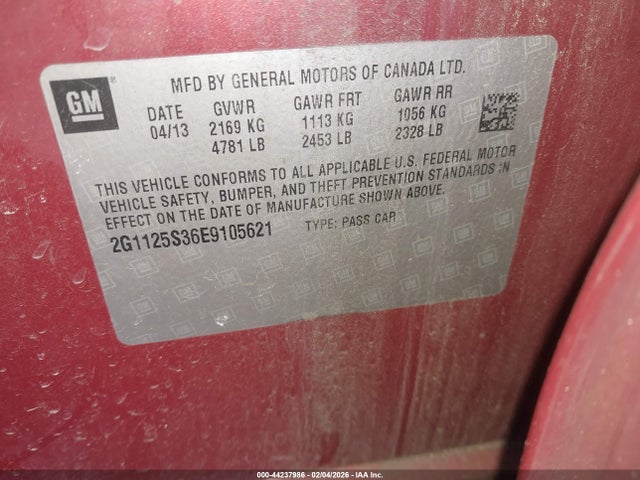 GM
MFD BY GENERAL MOTORS OF CANADA LTD.
DATE GVWR GAWR FRT GAWR RR
04/13 2169 KG 1113 KG 1056 KG
4781 LB 2453 LB 2328 LB
THIS VEHICLE CONFORMS TO ALL APPLICABLE U.S. FEDERAL MOTOR
VEHICLE SAFETY, BUMPER, AND THEFT PREVENTION STANDARDS IN
EFFECT ON THE DATE OF MANUFACTURE SHOWN ABOVE.
2G1125S36E9105621 TYPE: PASS CAR
000-44237986 - 02/04/2026 - IAA Inc.